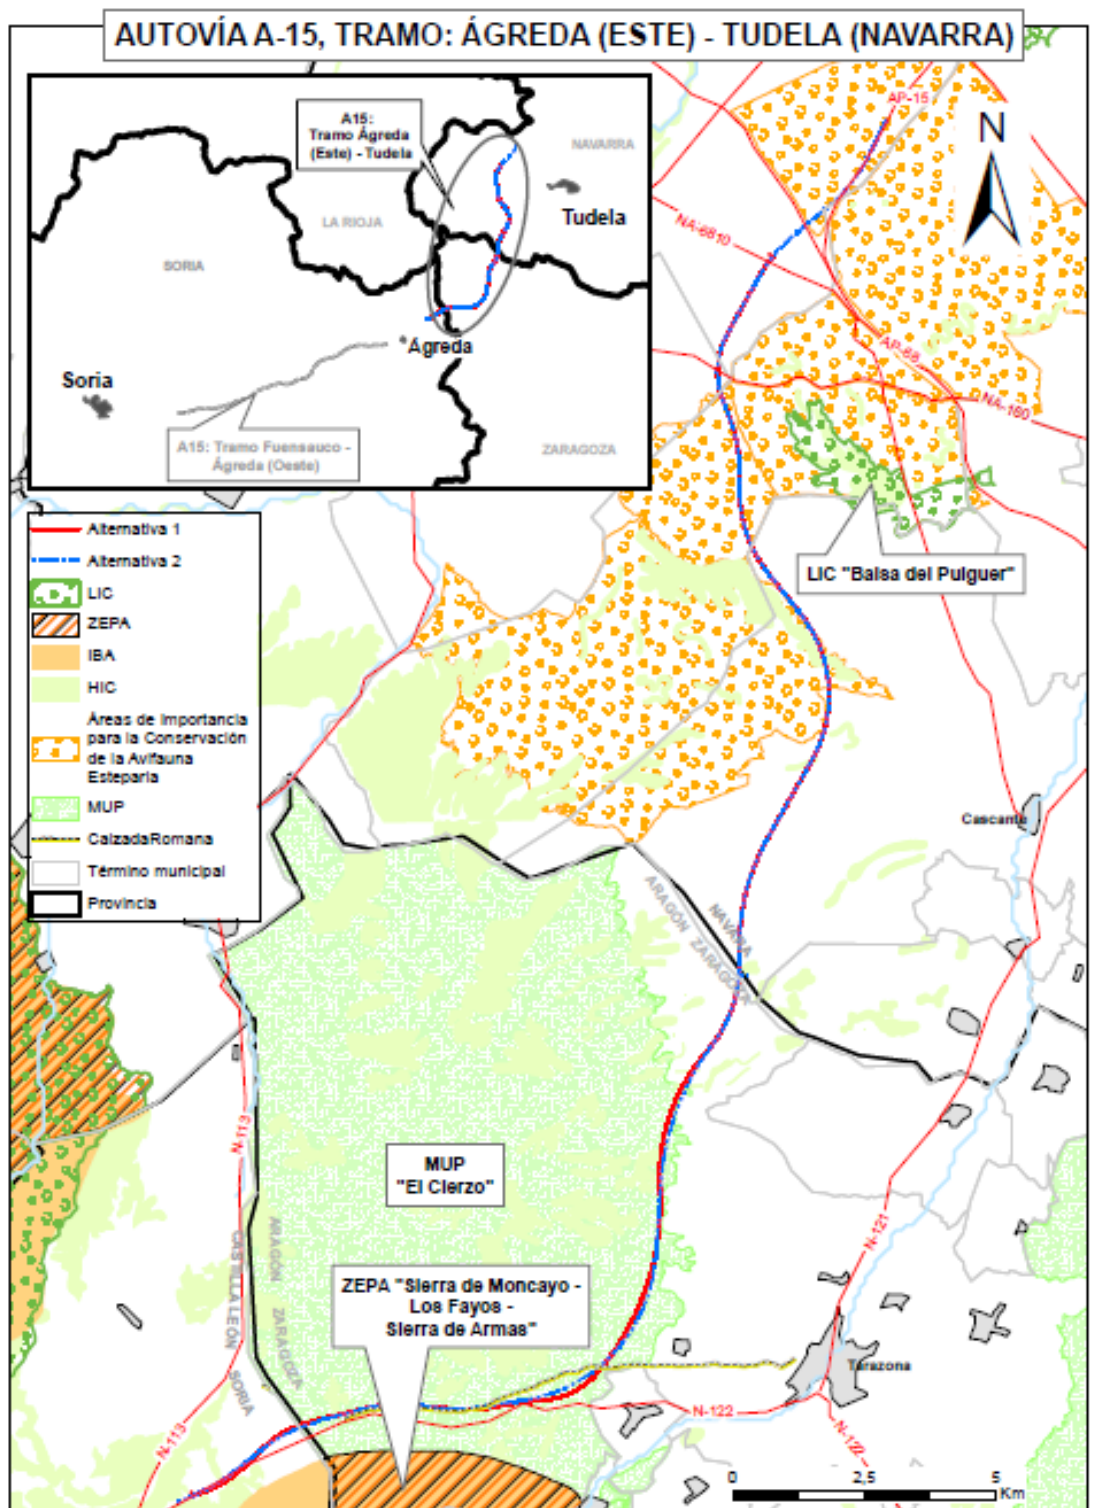 AUTOVÍA A-15, TRAMO: ÁGREDA (ESTE) - TUDELA (NAVARRA)
A15:
Tramo Ágreda
(Este) - Tudela
NAVARRA
LA RIOJA
Tudela
SORIA
Ágreda
Soria
A15: Tramo Fuensauco -
Ágreda (Oeste)
ZARAGOZA
N
AP-15
NA-6810
AP-68
NA-160
LIC "Balsa del Pulguer"
Alternativa 1
Alternativa 2
LIC
ZEPA
IBA
HIC
Áreas de Importancia
para la Conservación
de la Avifauna
Esteparia
MUP
CalzadaRomana
Término municipal
Provincia
Cascante
ARAGÓN
NAVARRA
ZARAGOZA
ZARAGOZA
N-113
MUP
"El Cierzo"
N-121
CASTILLA LEÓN
ARAGÓN
ZARAGOZA
SORIA
ZEPA "Sierra de Moncayo -
Los Fayos -
Sierra de Armas"
Tarazona
N-122
N-122
N-113
0 2,5 5
Km